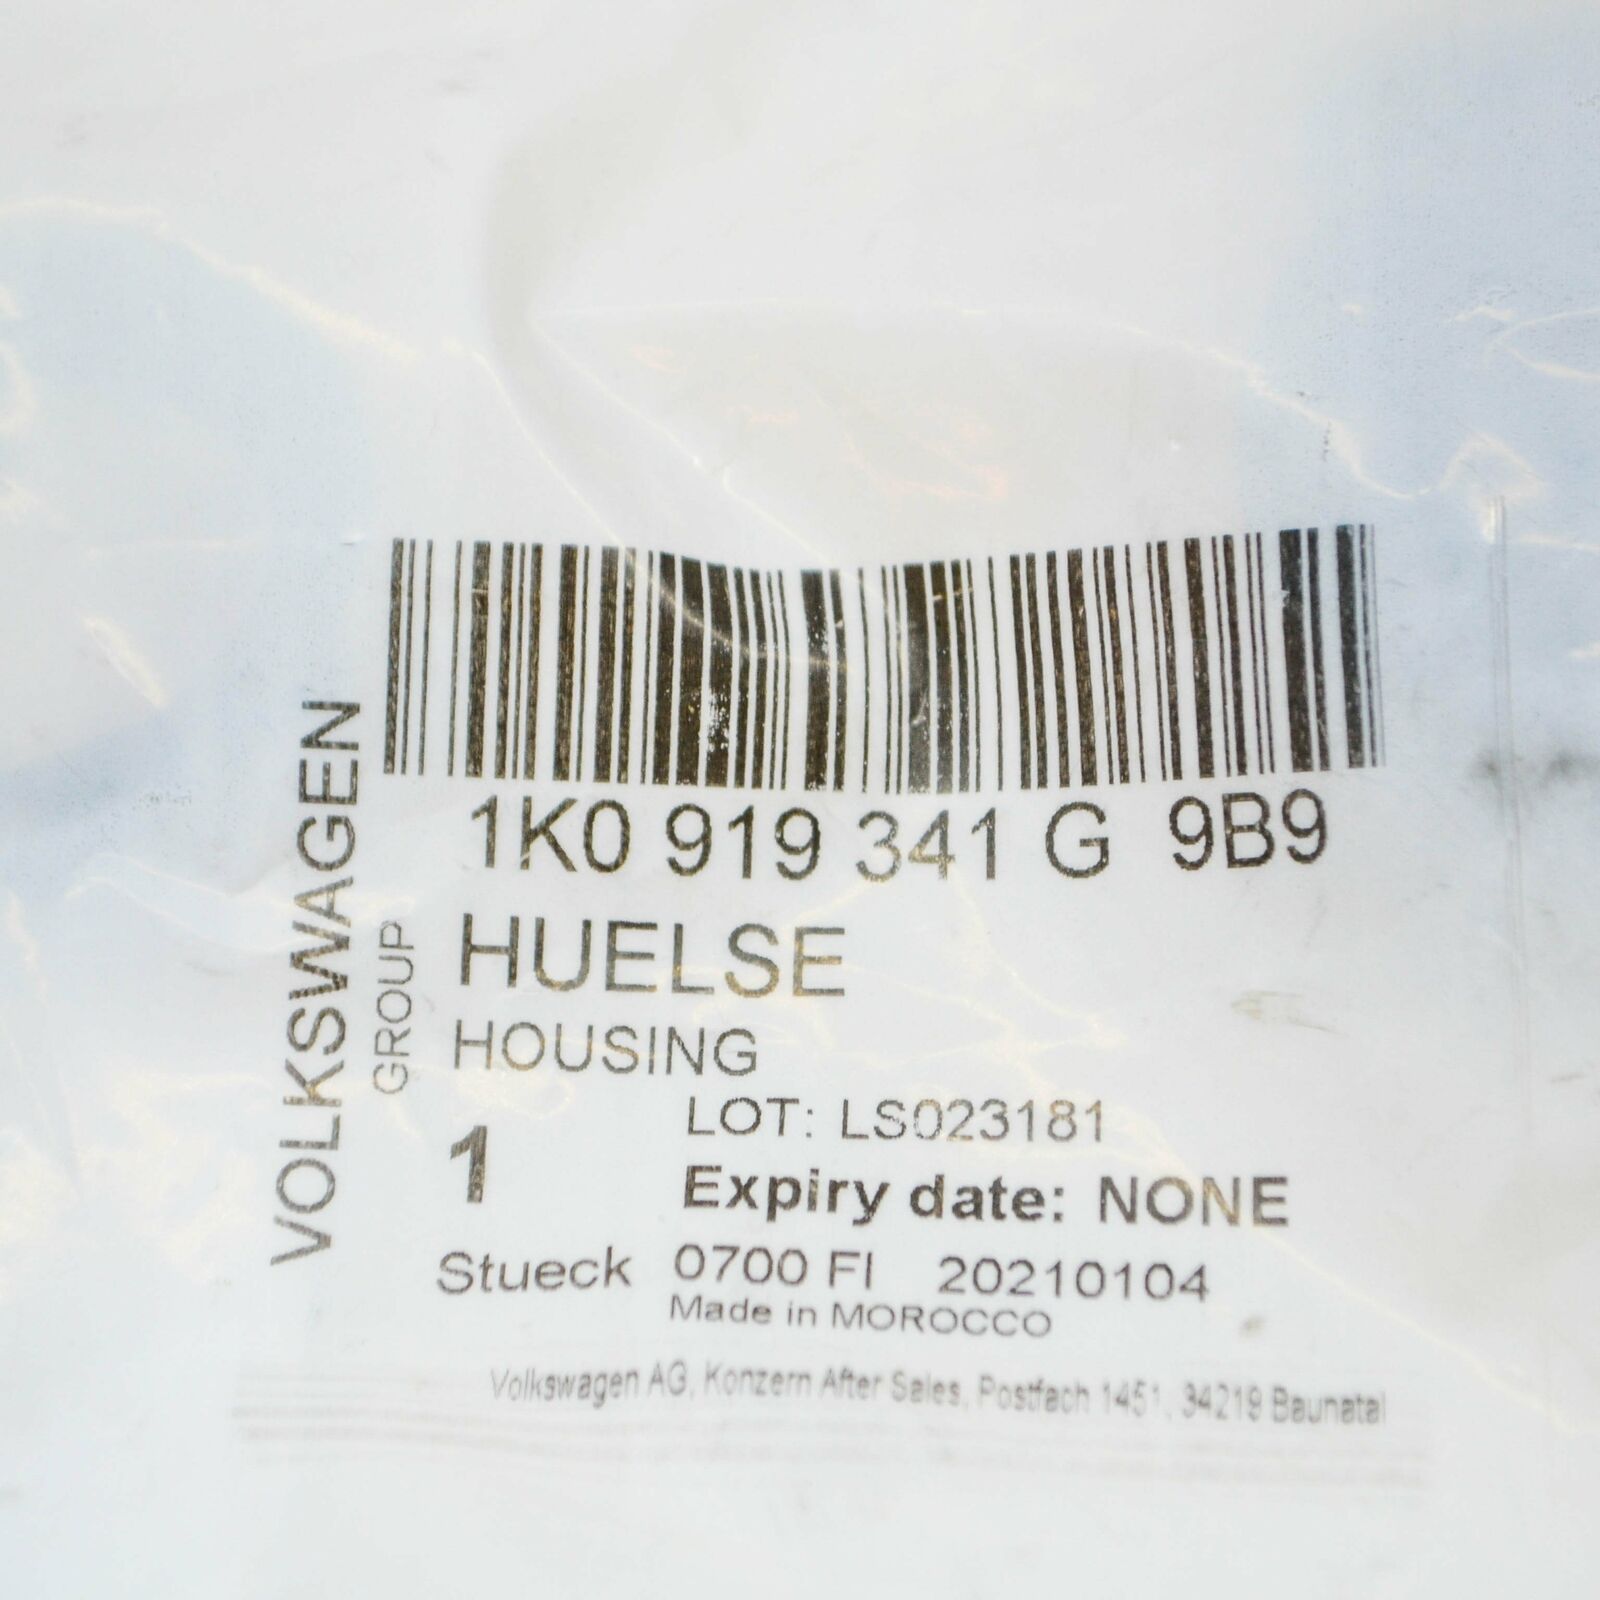 VOLKSWAGEN
GROUP
1K0 919 341 G 9B9
HUELSE
HOUSING
LOT: LS023181
1
Expiry date: NONE
Stueck 0700 FI 20210104
Made in MOROCCO
Volkswagen AG, Konzern After Sales, Postfach 1451, 34219 Baunatal